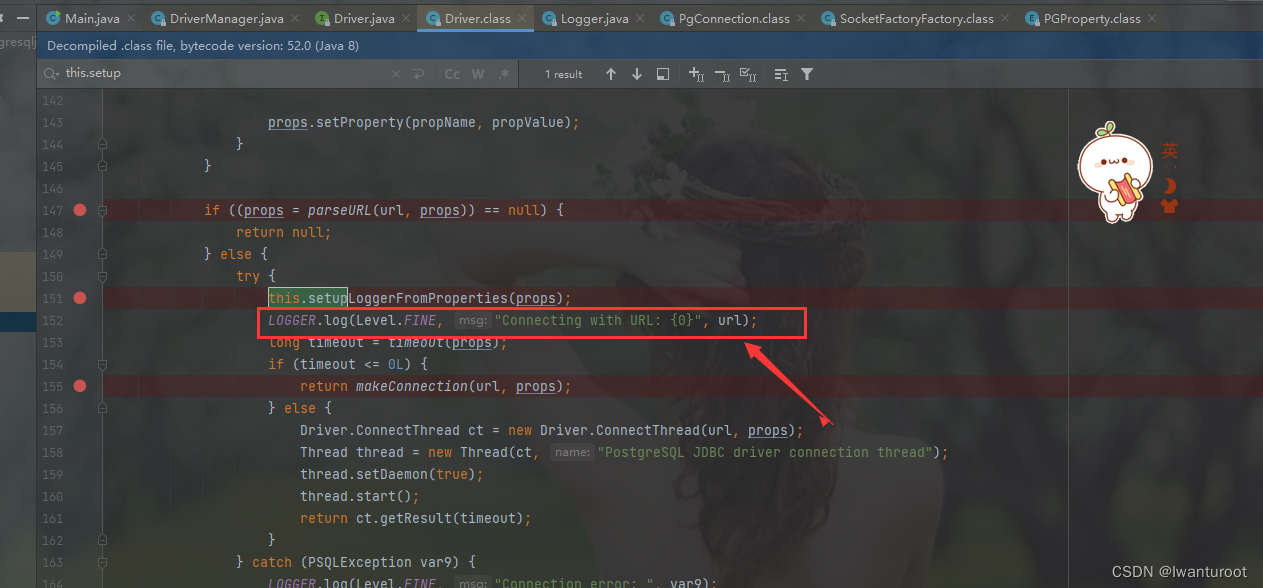 Main.java DriverManager.java Driver.java Driver.class Logger.java PgConnection.class SocketFactoryFactory.class PGProperty.class
Decompiled .class file, bytecode version: 52.0 (Java 8)
this.setup Cc W .* 1 result
142
143 props.setProperty(propName, propValue);
144 }
145 }
146
147 if ((props = parseURL(url, props)) == null) {
148 return null;
149 } else {
150 try {
151 this.setupLoggerFromProperties(props);
152 LOGGER.log(Level.FINE, msg: "Connecting with URL: {0}", url);
153 long timeout = timeout(props);
154 if (timeout <= 0L) {
155 return makeConnection(url, props);
156 } else {
157 Driver.ConnectThread ct = new Driver.ConnectThread(url, props);
158 Thread thread = new Thread(ct, name: "PostgreSQL JDBC driver connection thread");
159 thread.setDaemon(true);
160 thread.start();
161 return ct.getResult(timeout);
162 }
163 } catch (PSQLException var9) {
164 LOGGER.log(Level.FINE, msg: "Connection error: ", var9);
英
CSDN @Iwanturoot